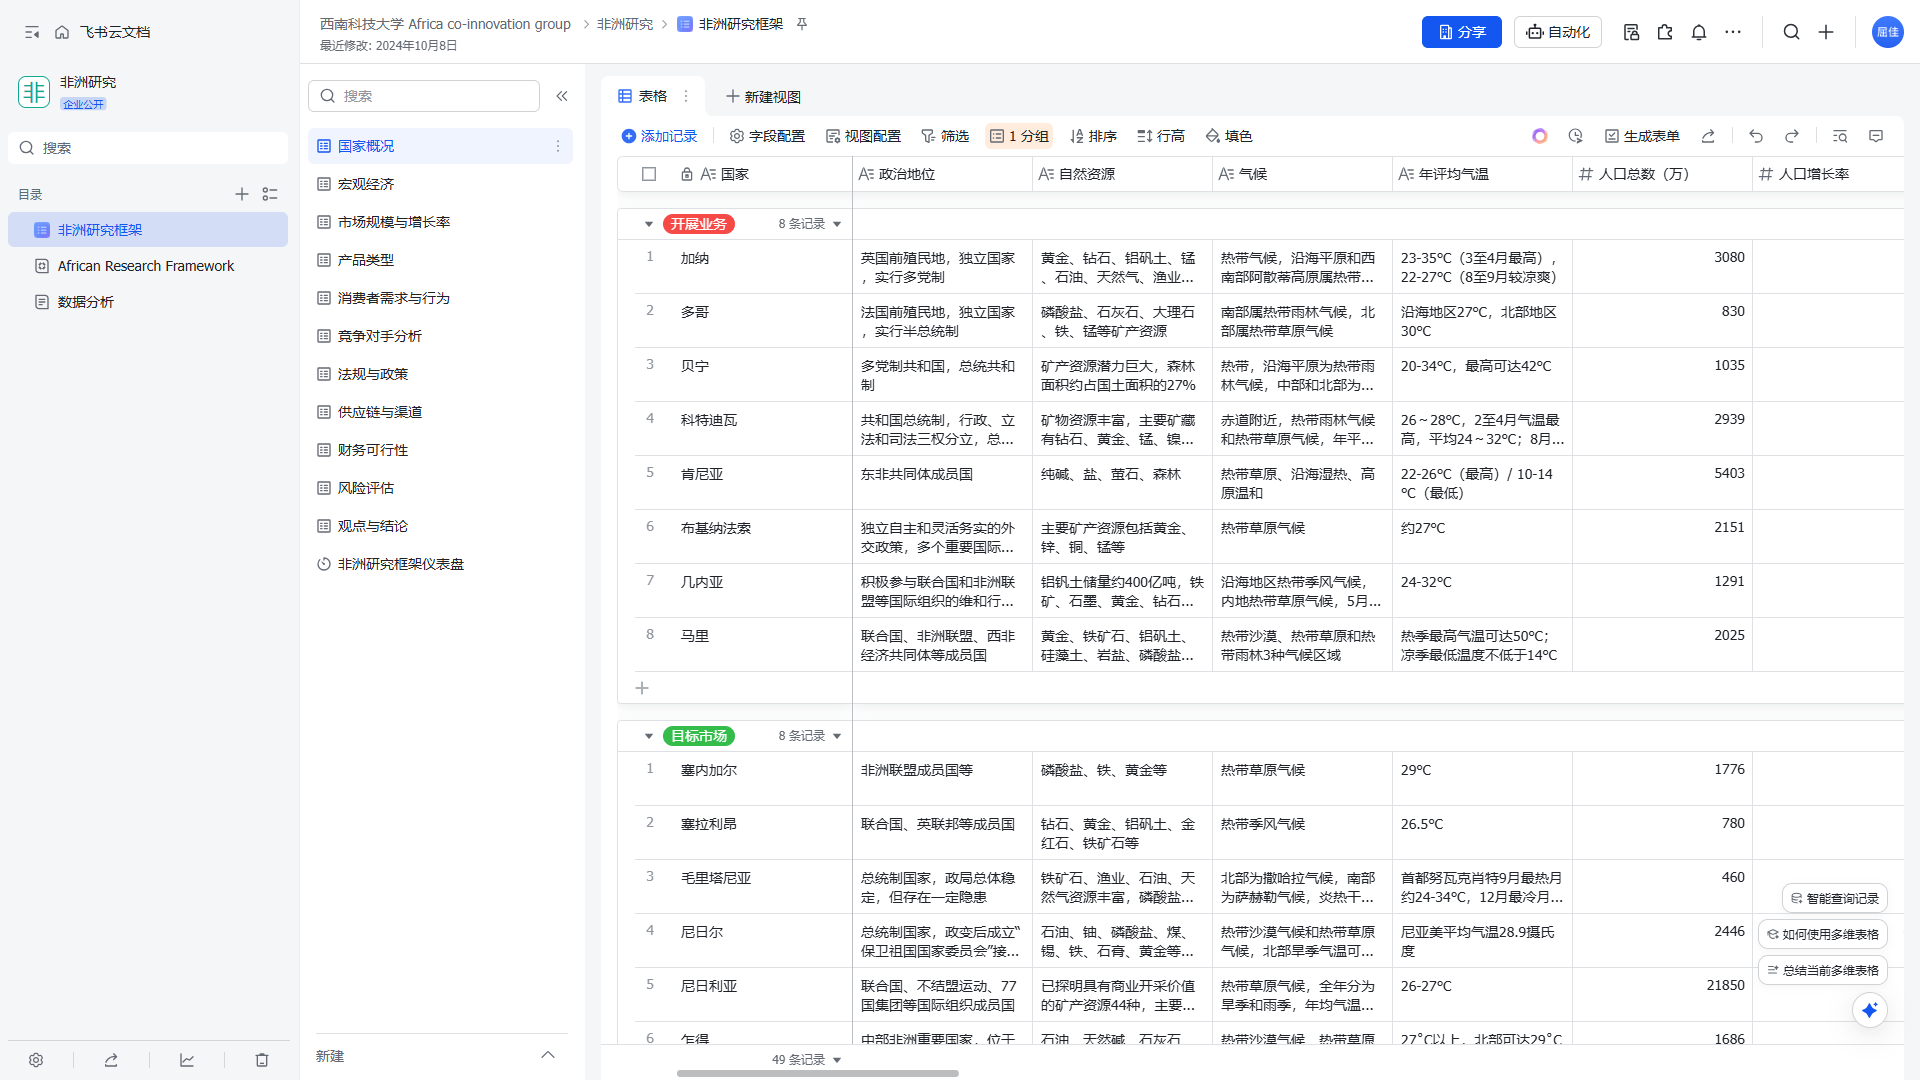 飞书云文档
西南科技大学 Africa co-innovation group
非洲研究
非洲研究框架
最近修改: 2024年10月8日
分享
自动化
屈佳
非
非洲研究
企业公开
搜索
目录
非洲研究框架
African Research Framework
数据分析
搜索
国家概况
宏观经济
市场规模与增长率
产品类型
消费者需求与行为
竞争对手分析
法规与政策
供应链与渠道
财务可行性
风险评估
观点与结论
非洲研究框架仪表盘
新建
表格
新建视图
添加记录
字段配置
视图配置
筛选
1 分组
排序
行高
填色
生成表单
国家
政治地位
自然资源
气候
年评均气温
人口总数（万）
人口增长率
开展业务
8 条记录
1
加纳
英国前殖民地，独立国家
，实行多党制
黄金、钻石、铝矾土、锰
、石油、天然气、渔业...
热带气候，沿海平原和西
南部阿散蒂高原属热带...
23-35℃（3至4月最高），
22-27℃（8至9月较凉爽）
3080
2
多哥
法国前殖民地，独立国家
，实行半总统制
磷酸盐、石灰石、大理石
、铁、锰等矿产资源
南部属热带雨林气候，北
部属热带草原气候
沿海地区27℃，北部地区
30℃
830
3
贝宁
多党制共和国，总统共和
制
矿产资源潜力巨大，森林
面积约占国土面积的27%
热带，沿海平原为热带雨
林气候，中部和北部为...
20-34℃，最高可达42℃
1035
4
科特迪瓦
共和国总统制，行政、立
法和司法三权分立，总...
矿物资源丰富，主要矿藏
有钻石、黄金、锰、镍...
赤道附近，热带雨林气候
和热带草原气候，年平...
26～28℃，2至4月气温最
高，平均24～32℃；8月...
2939
5
肯尼亚
东非共同体成员国
纯碱、盐、萤石、森林
热带草原、沿海湿热、高
原温和
22-26℃（最高）/ 10-14
℃（最低）
5403
6
布基纳法索
独立自主和灵活务实的外
交政策，多个重要国际...
主要矿产资源包括黄金、
锌、铜、锰等
热带草原气候
约27℃
2151
7
几内亚
积极参与联合国和非洲联
盟等国际组织的维和行...
铝钒土储量约400亿吨，铁
矿、石墨、黄金、钻石...
沿海地区热带季风气候，
内地热带草原气候，5月...
24-32℃
1291
8
马里
联合国、非洲联盟、西非
经济共同体等成员国
黄金、铁矿石、铝矾土、
硅藻土、岩盐、磷酸盐...
热带沙漠、热带草原和热
带雨林3种气候区域
热季最高气温可达50℃；
凉季最低温度不低于14℃
2025
目标市场
8 条记录
1
塞内加尔
非洲联盟成员国等
磷酸盐、铁、黄金等
热带草原气候
29℃
1776
2
塞拉利昂
联合国、英联邦等成员国
钻石、黄金、铝矾土、金
红石、铁矿石等
热带季风气候
26.5℃
780
3
毛里塔尼亚
总统制国家，政局总体稳
定，但存在一定隐患
铁矿石、渔业、石油、天
然气资源丰富，磷酸盐...
北部为撒哈拉气候，南部
为萨赫勒气候，炎热干...
首都努瓦克肖特9月最热月
约24-34℃，12月最冷月...
460
4
尼日尔
总统制国家，政变后成立“
保卫祖国国家委员会”接...
石油、铀、磷酸盐、煤、
锡、铁、石膏、黄金等...
热带沙漠气候和热带草原
气候，北部旱季气温可...
尼亚美平均气温28.9摄氏
度
2446
5
尼日利亚
联合国、不结盟运动、77
国集团等国际组织成员国
已探明具有商业开采价值
的矿产资源44种，主要...
热带草原气候，全年分为
旱季和雨季，年均气温...
26-27℃
21850
6
乍得
中部非洲重要国家，位于
石油、天然碱、石灰石
热带沙漠气候、热带草原
27˚C以上，北部可达29˚C
1686
智能查询记录
如何使用多维表格
总结当前多维表格
49 条记录